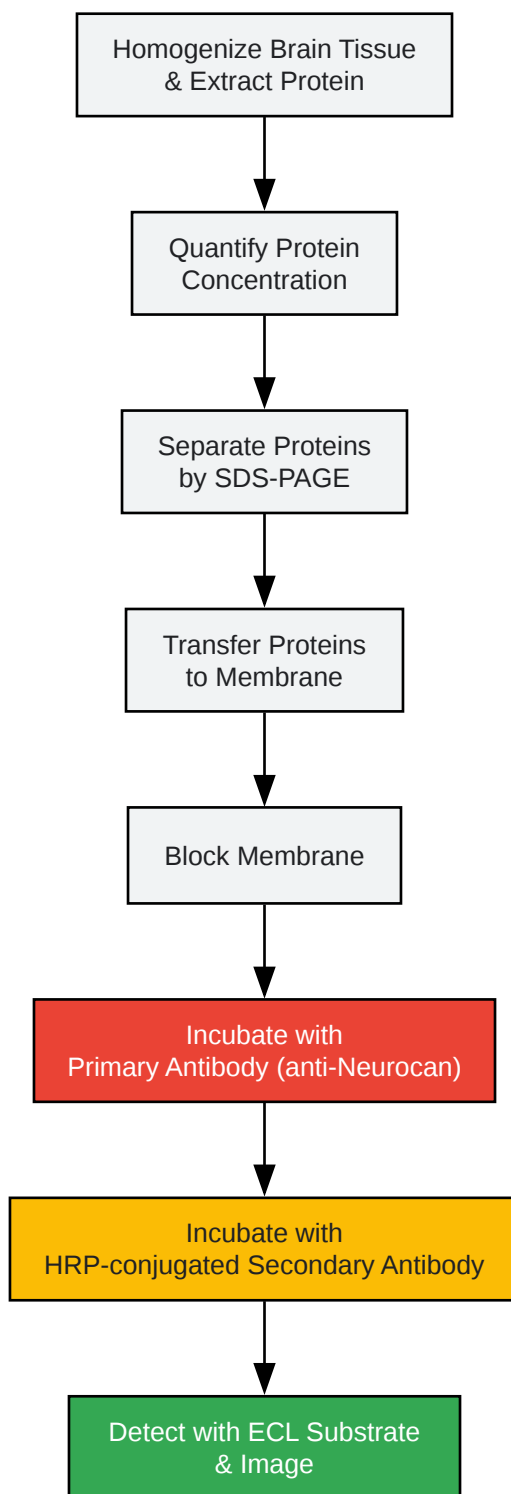 Homogenize Brain Tissue
& Extract Protein
Quantify Protein
Concentration
Separate Proteins
by SDS-PAGE
Transfer Proteins
to Membrane
Block Membrane
Incubate with
Primary Antibody (anti-Neurocan)
Incubate with
HRP-conjugated Secondary Antibody
Detect with ECL Substrate
& Image